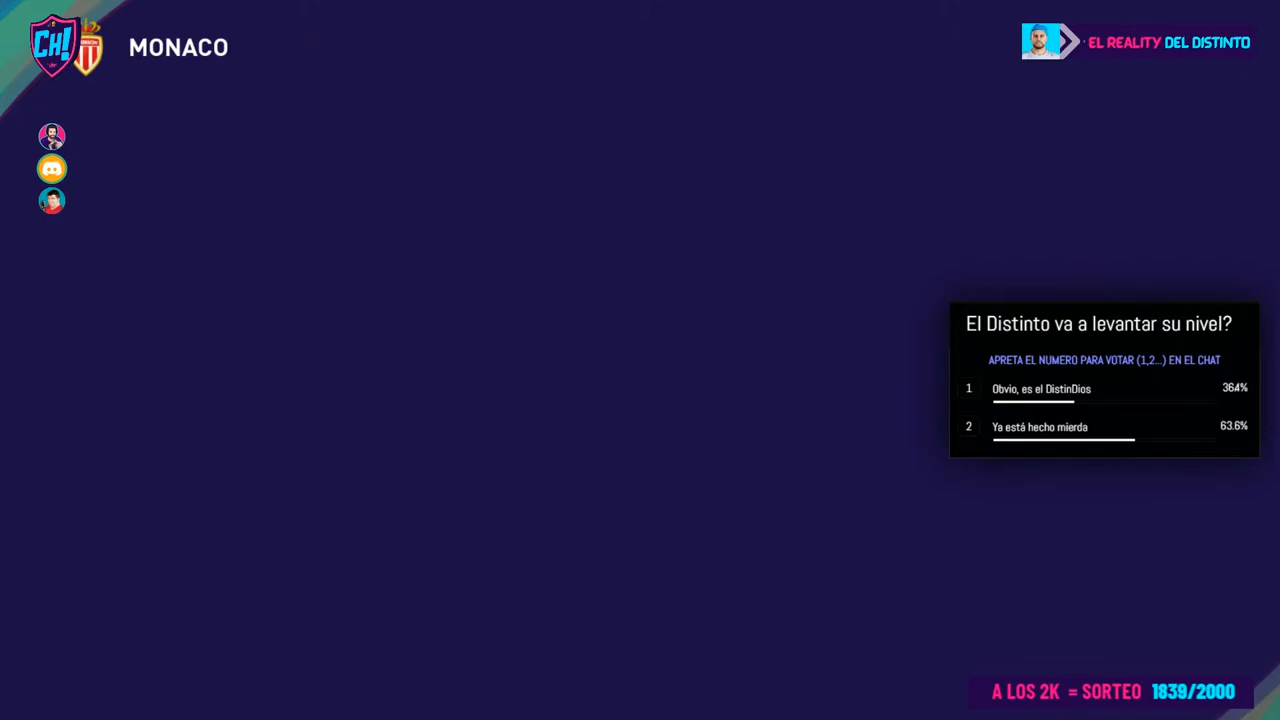 CH!
MONACO
EL REALITY DEL DISTINTO
El Distinto va a levantar su nivel?
APRETA EL NUMERO PARA VOTAR (1,2...) EN EL CHAT
1 Obvio, es el DistinDios 36.4%
2 Ya está hecho mierda 63.6%
A LOS 2K = SORTEO 1839/2000